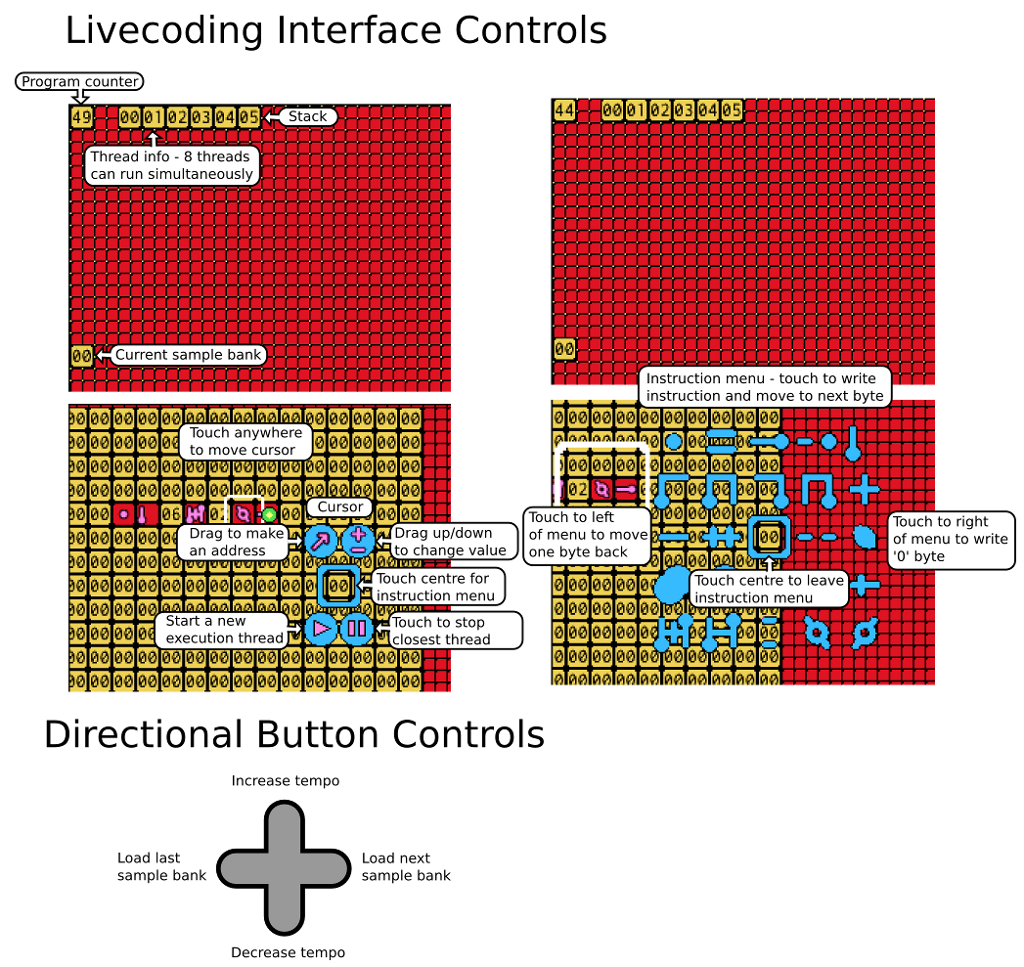 Livecoding Interface Controls
Program counter
49 00 01 02 03 04 05
Stack
Thread info - 8 threads
can run simultaneously
00
Current sample bank
44 00 01 02 03 04 05
00
Touch anywhere
to move cursor
Cursor
Drag to make
an address
Drag up/down
to change value
Touch centre for
instruction menu
Start a new
execution thread
Touch to stop
closest thread
Instruction menu - touch to write
instruction and move to next byte
Touch to left
of menu to move
one byte back
Touch to right
of menu to write
'0' byte
Touch centre to leave
instruction menu
Directional Button Controls
Increase tempo
Load last
sample bank
Load next
sample bank
Decrease tempo